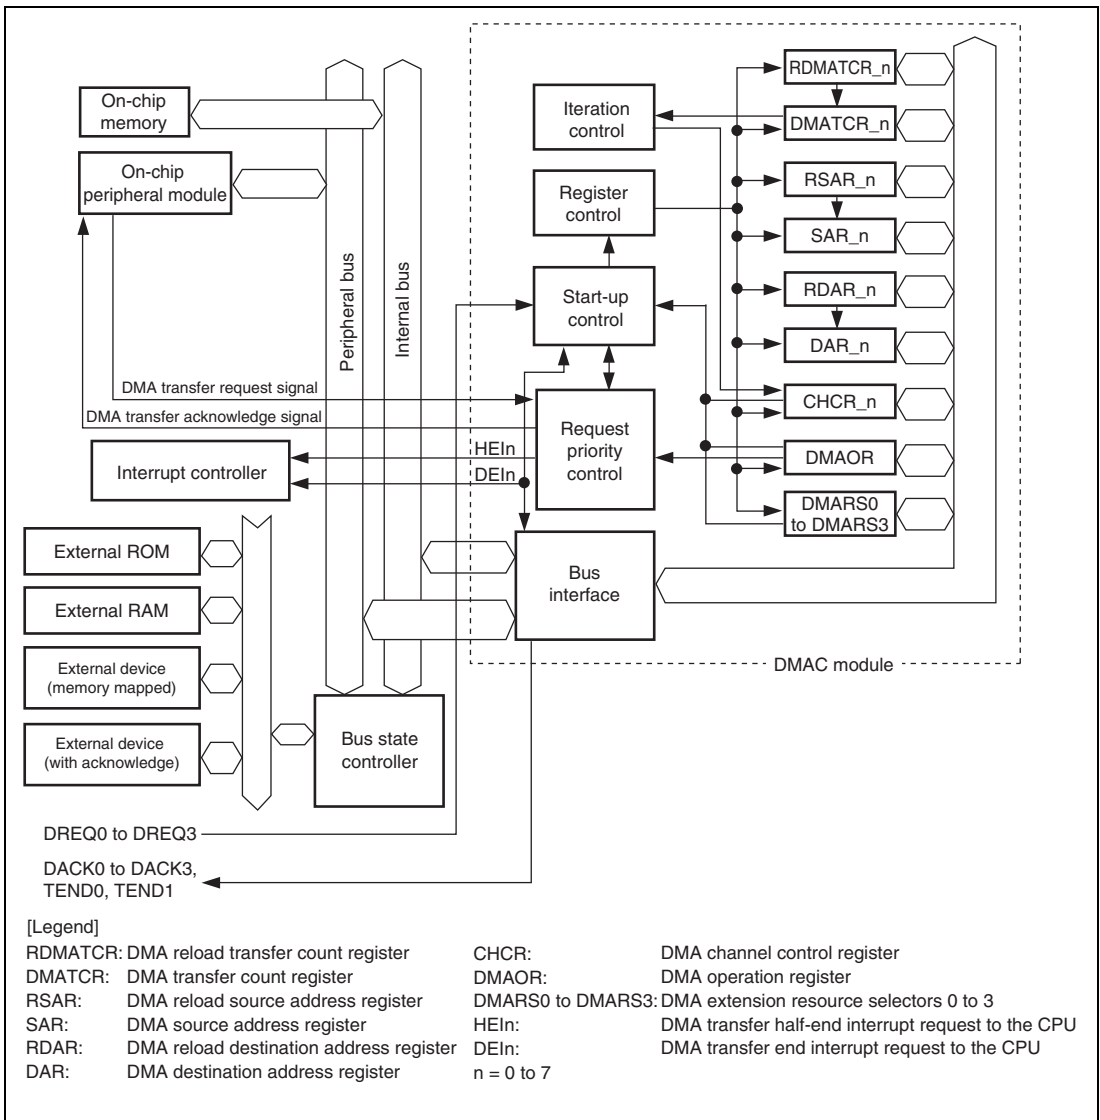 On-chip
memory
On-chip
peripheral module
Peripheral bus
Internal bus
DMA transfer request signal
DMA transfer acknowledge signal
Interrupt controller
HEIn
DEIn
External ROM
External RAM
External device
(memory mapped)
External device
(with acknowledge)
Bus state
controller
DREQ0 to DREQ3
DACK0 to DACK3,
TEND0, TEND1
Iteration
control
Register
control
Start-up
control
Request
priority
control
Bus
interface
RDMATCR_n
DMATCR_n
RSAR_n
SAR_n
RDAR_n
DAR_n
CHCR_n
DMAOR
DMARS0
to DMARS3
DMAC module
[Legend]
RDMATCR: DMA reload transfer count register
DMATCR: DMA transfer count register
RSAR: DMA reload source address register
SAR: DMA source address register
RDAR: DMA reload destination address register
DAR: DMA destination address register
CHCR: DMA channel control register
DMAOR: DMA operation register
DMARS0 to DMARS3: DMA extension resource selectors 0 to 3
HEIn: DMA transfer half-end interrupt request to the CPU
DEIn: DMA transfer end interrupt request to the CPU
n = 0 to 7